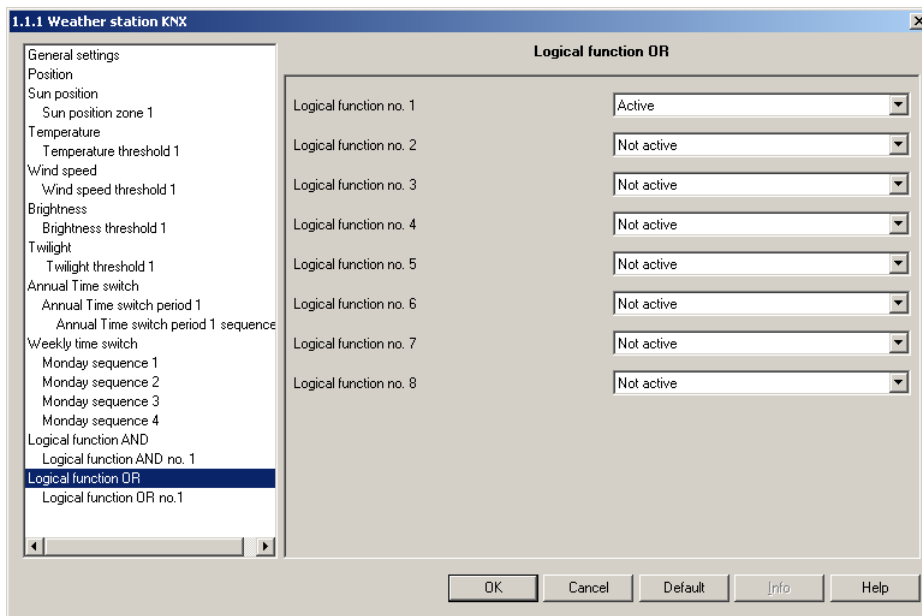 1.1.1 Weather station KNX
General settings
Position
Sun position
Sun position zone 1
Temperature
Temperature threshold 1
Wind speed
Wind speed threshold 1
Brightness
Brightness threshold 1
Twilight
Twilight threshold 1
Annual Time switch
Annual Time switch period 1
Annual Time switch period 1 sequence
Weekly time switch
Monday sequence 1
Monday sequence 2
Monday sequence 3
Monday sequence 4
Logical function AND
Logical function AND no. 1
Logical function OR
Logical function OR no.1
Logical function OR
Logical function no. 1 Active
Logical function no. 2 Not active
Logical function no. 3 Not active
Logical function no. 4 Not active
Logical function no. 5 Not active
Logical function no. 6 Not active
Logical function no. 7 Not active
Logical function no. 8 Not active
OK Cancel Default Info Help